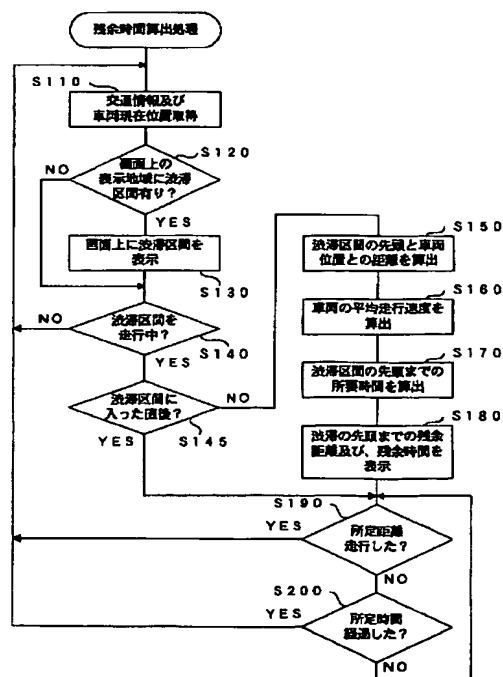 残余時間算出処理
S110
交通情報及び
車両現在位置取得
S120
画面上の
表示地域に渋滞
区間有り？
NO
YES
画面上に渋滞区間を
表示
S130
渋滞区間を
走行中？
NO
S140
YES
渋滞区間に
入った直後？
NO
S145
YES
S150
渋滞区間の先頭と車両
位置との距離を算出
S160
車両の平均走行速度を
算出
S170
渋滞区間の先頭までの
所要時間を算出
S180
渋滞の先頭までの残余
距離及び、残余時間を
表示
S190
YES
所定距離
走行した？
NO
S200
YES
所定時間
経過した？
NO